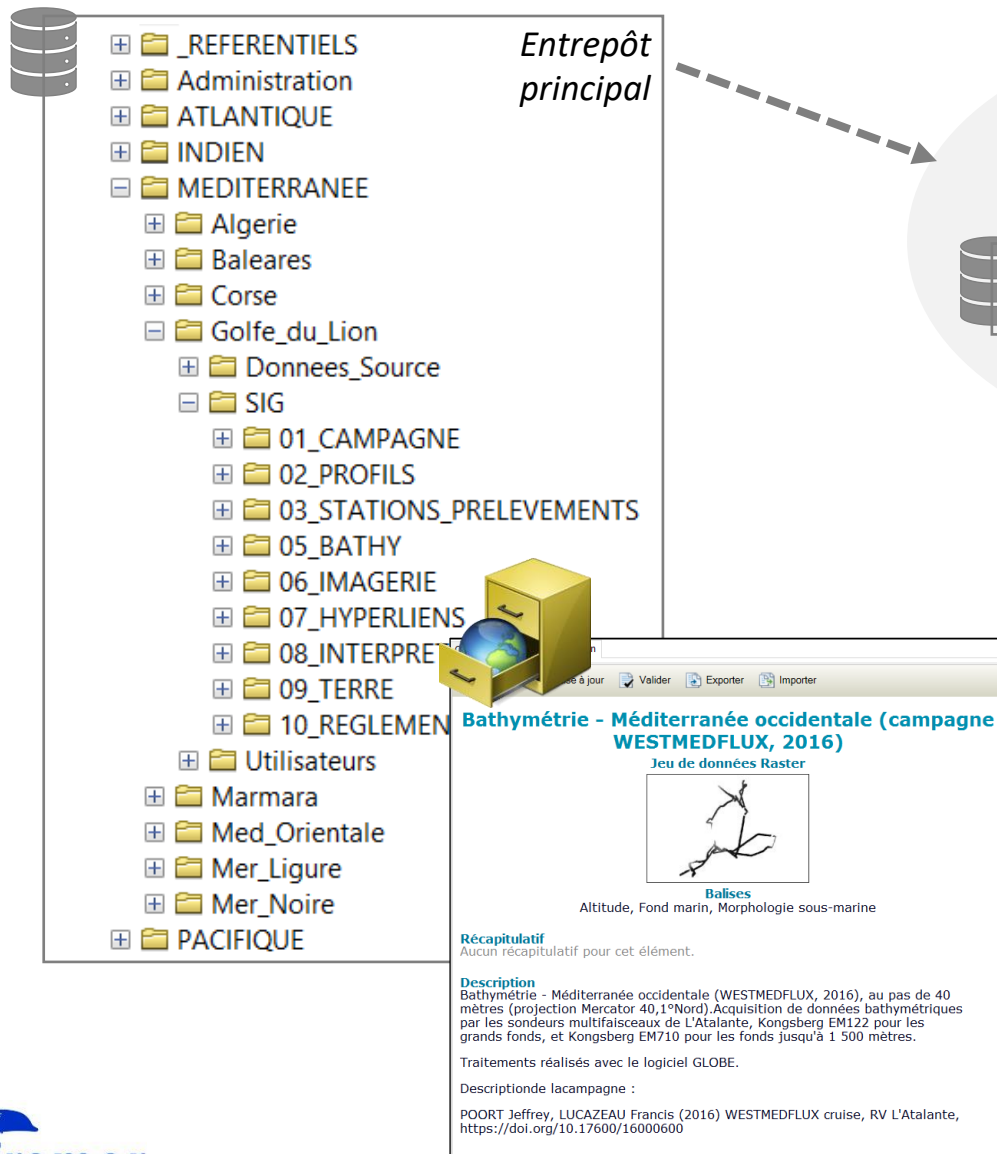 _REFERENTIELS
Entrepôt
principal
Administration
ATLANTIQUE
INDIEN
MEDITERRANEE
Algerie
Baleares
Corse
Golfe_du_Lion
Donnees_Source
SIG
01_CAMPAGNE
02_PROFILS
03_STATIONS_PRELEVEMENTS
05_BATHY
06_IMAGERIE
07_HYPERLIENS
08_INTERPRET
09_TERRE
10_REGLEMEN
Utilisateurs
Marmara
Med_Orientale
Mer_Ligure
Mer_Noire
PACIFIQUE
à jour Valider Exporter Importer
Bathymétrie - Méditerranée occidentale (campagne
WESTMEDFLUX, 2016)
Jeu de données Raster
Balises
Altitude, Fond marin, Morphologie sous-marine
Récapitulatif
Aucun récapitulatif pour cet élément.
Description
Bathymétrie - Méditerranée occidentale (WESTMEDFLUX, 2016), au pas de 40
mètres (projection Mercator 40,1°Nord).Acquisition de données bathymétriques
par les sondeurs multifaisceaux de L'Atalante, Kongsberg EM122 pour les
grands fonds, et Kongsberg EM710 pour les fonds jusqu'à 1 500 mètres.
Traitements réalisés avec le logiciel GLOBE.
Descriptionde lacampagne :
POORT Jeffrey, LUCAZEAU Francis (2016) WESTMEDFLUX cruise, RV L'Atalante,
https://doi.org/10.17600/16000600